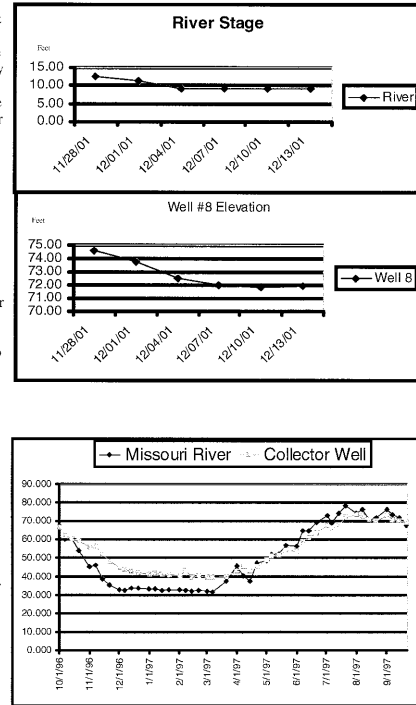 River Stage
Feet
15.00
10.00
5.00
0.00
11/28/01 12/01/01 12/04/01 12/07/01 12/10/01 12/13/01
River
Well #8 Elevation
Feet
75.00
74.00
73.00
72.00
71.00
70.00
11/28/01 12/01/01 12/04/01 12/07/01 12/10/01 12/13/01
Well 8
Missouri River Collector Well
90.000
80.000
70.000
60.000
50.000
40.000
30.000
20.000
10.000
0.000
10/1/96 11/1/96 12/1/96 1/1/97 2/1/97 3/1/97 4/1/97 5/1/97 6/1/97 7/1/97 8/1/97 9/1/97